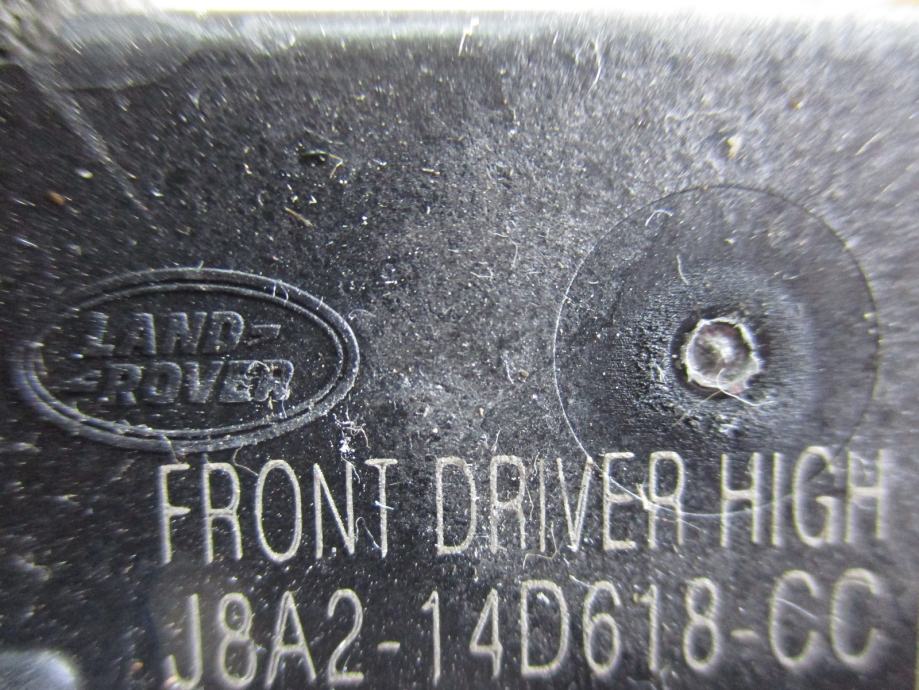 LAND
ROVER
FRONT DRIVER HIGH
J8A2-14D618-CC